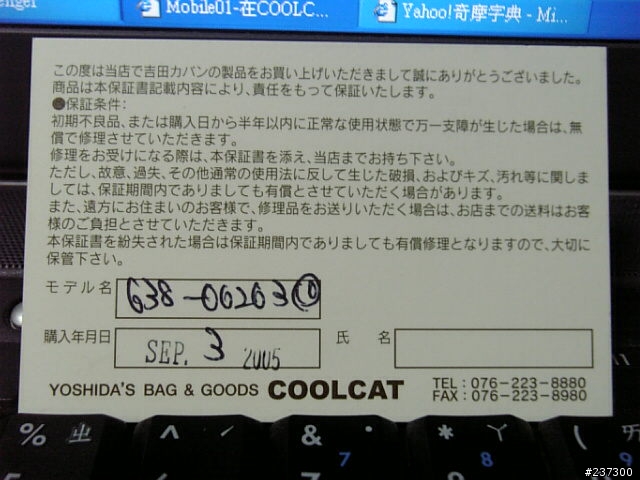 Mobile01-在COOLC...
Yahoo!奇摩字典 - Mi...
この度は当店で吉田カバンの製品をお買い上げいただきまして誠にありがとうございました。
商品は本保証書記載内容により、責任をもって保証いたします。
●保証条件:
初期不良品、または購入日から半年以内に正常な使用状態で万一支障が生じた場合は、無
償で修理させていただきます。
修理をお受けになる際は、本保証書を添え、当店までお持ち下さい。
ただし、故意、過失、その他通常の使用法に反して生じた破損、およびキズ、汚れ等に関しま
しては、保証期間内でありましても有償とさせていただく場合があります。
また、遠方にお住まいのお客様で、修理品をお送りいただく場合は、お店までの送料はお客
様のご負担とさせていただきます。
本保証書を紛失された場合は保証期間内でありましても有償修理となりますので、大切に
保管下さい。
モデル名 638-06203 10
購入年月日 SEP. 3 2005 氏 名
YOSHIDA'S BAG & GOODS COOLCAT TEL : 076-223-8880
FAX : 076-223-8980
% ㄓ ^ & 7 * ㄚ 8 ( ㄞ 9
#237300